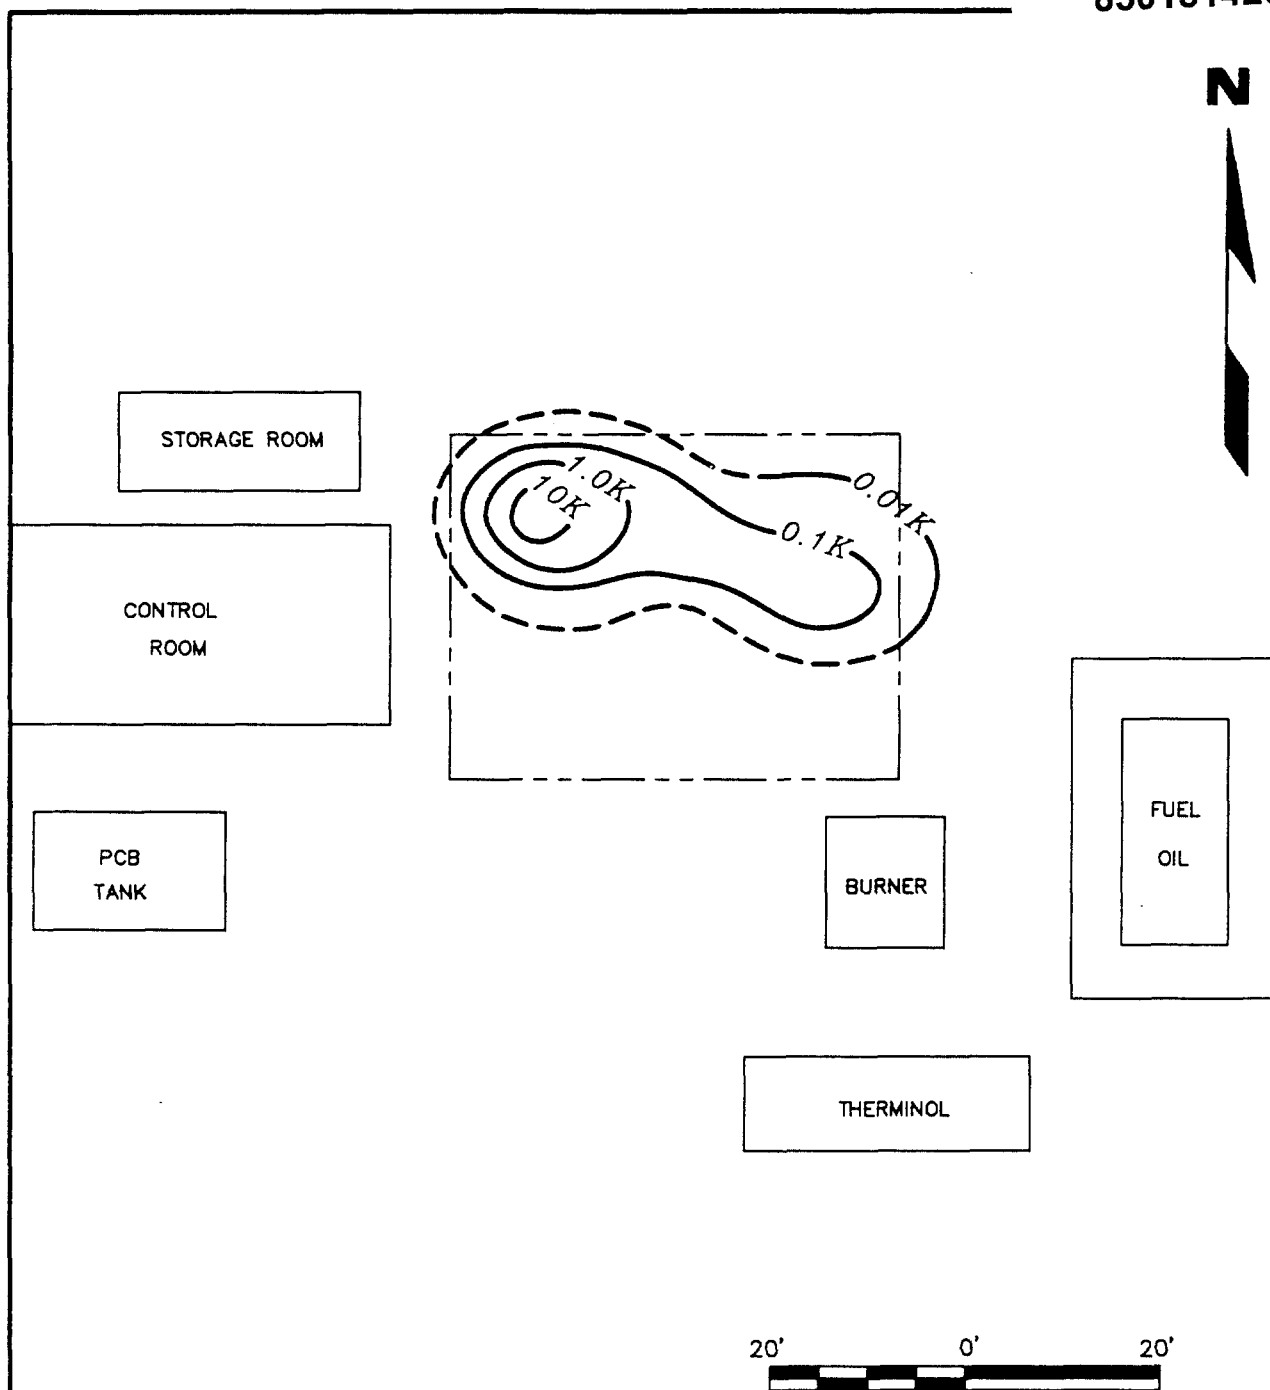 N
STORAGE ROOM
1.0K
10K
0.01K
0.1K
CONTROL
ROOM
FUEL
OIL
PCB
TANK
BURNER
THERMINOL
20' 0' 20'